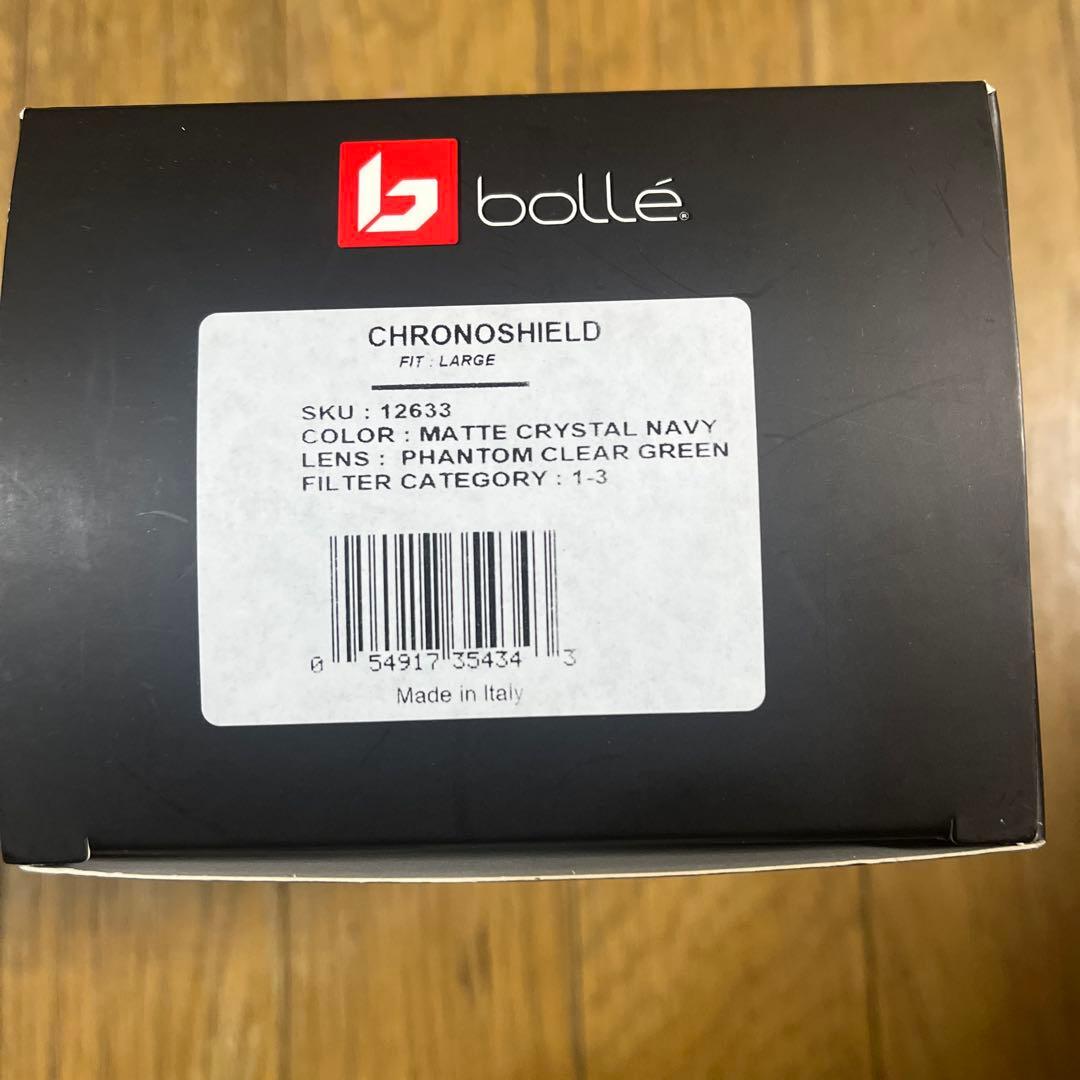 b bollé®
CHRONOSHIELD
FIT : LARGE
SKU : 12633
COLOR : MATTE CRYSTAL NAVY
LENS : PHANTOM CLEAR GREEN
FILTER CATEGORY : 1-3
0 54917 35434 3
Made in Italy